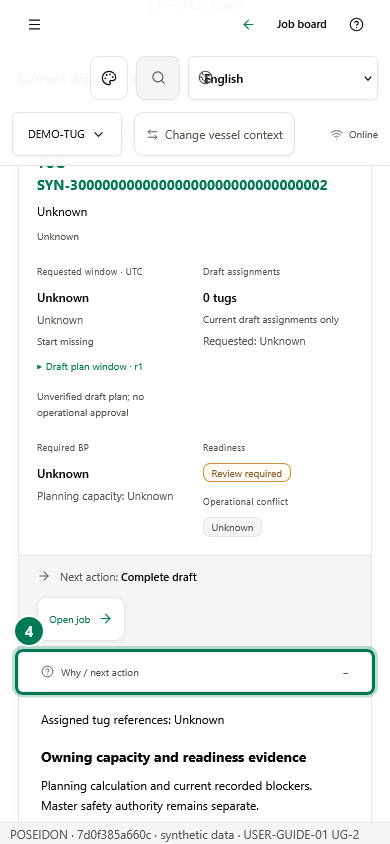 Refresh board
Job board
Current dra
English
DEMO-TUG
Change vessel context
Online
SYN-30000000000000000000000000000002
Unknown
Unknown
Requested window · UTC
Draft assignments
Unknown
0 tugs
Unknown
Current draft assignments only
Start missing
Requested: Unknown
▸ Draft plan window · r1
Unverified draft plan; no
operational approval
Required BP
Readiness
Unknown
Review required
Planning capacity: Unknown
Operational conflict
Unknown
Next action: Complete draft
Open job
4
Why / next action
–
Assigned tug references: Unknown
Owning capacity and readiness evidence
Planning calculation and current recorded blockers.
Master safety authority remains separate.
POSEIDON · 7d0f385a660c · synthetic data · USER-GUIDE-01 UG-2